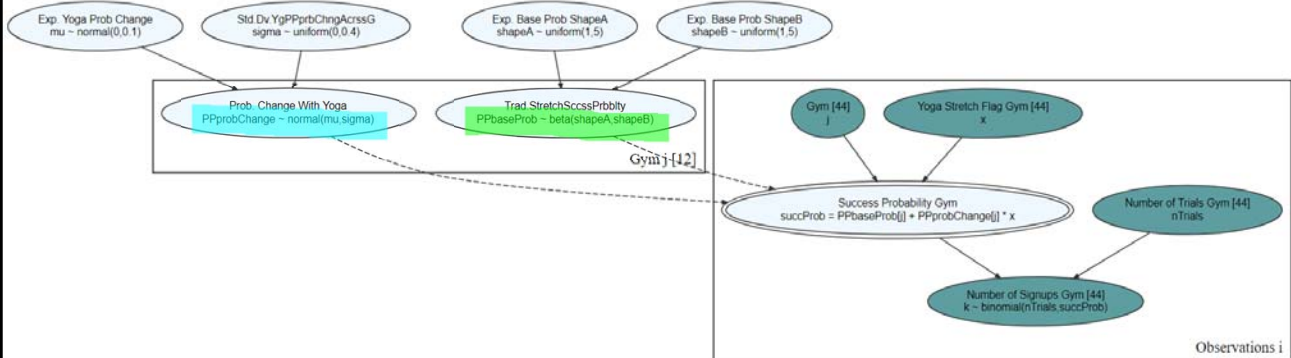 Exp. Yoga Prob Change
mu ~ normal(0,0.1)
Std.Dv.YgPPprbChngAcrssG
sigma ~ uniform(0,0.4)
Exp. Base Prob ShapeA
shapeA ~ uniform(1,5)
Exp. Base Prob ShapeB
shapeB ~ uniform(1,5)
Prob. Change With Yoga
PPprobChange ~ normal(mu,sigma)
Trad.StretchSccssPrbblty
PPbaseProb ~ beta(shapeA,shapeB)
Gym j [12]
Gym [44]
j
Yoga Stretch Flag Gym [44]
x
Success Probability Gym
succProb = PPbaseProb[j] + PPprobChange[j] * x
Number of Trials Gym [44]
nTrials
Number of Signups Gym [44]
k ~ binomial(nTrials,succProb)
Observations i